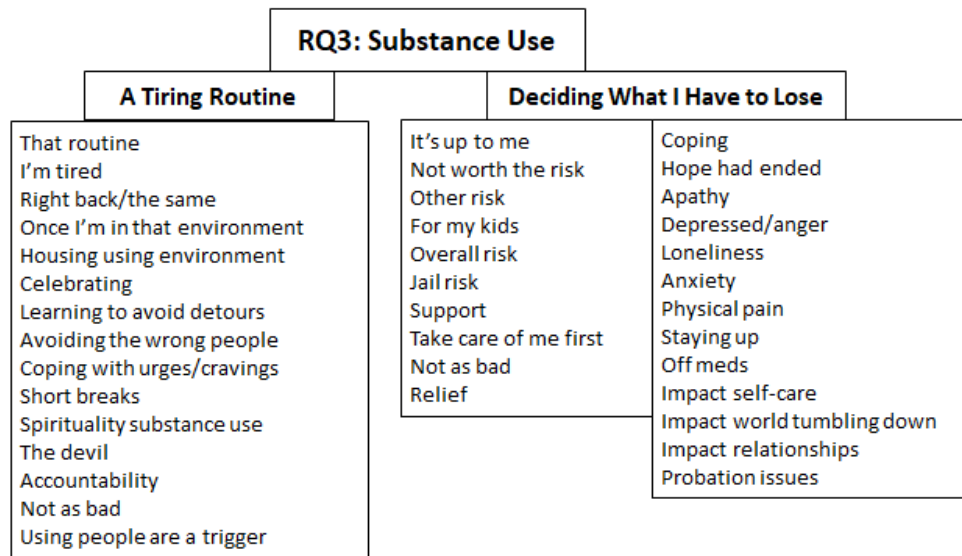 RQ3: Substance Use
A Tiring Routine
That routine
I'm tired
Right back/the same
Once I'm in that environment
Housing using environment
Celebrating
Learning to avoid detours
Avoiding the wrong people
Coping with urges/cravings
Short breaks
Spirituality substance use
The devil
Accountability
Not as bad
Using people are a trigger
Deciding What I Have to Lose
It's up to me
Not worth the risk
Other risk
For my kids
Overall risk
Jail risk
Support
Take care of me first
Not as bad
Relief
Coping
Hope had ended
Apathy
Depressed/anger
Loneliness
Anxiety
Physical pain
Staying up
Off meds
Impact self-care
Impact world tumbling down
Impact relationships
Probation issues